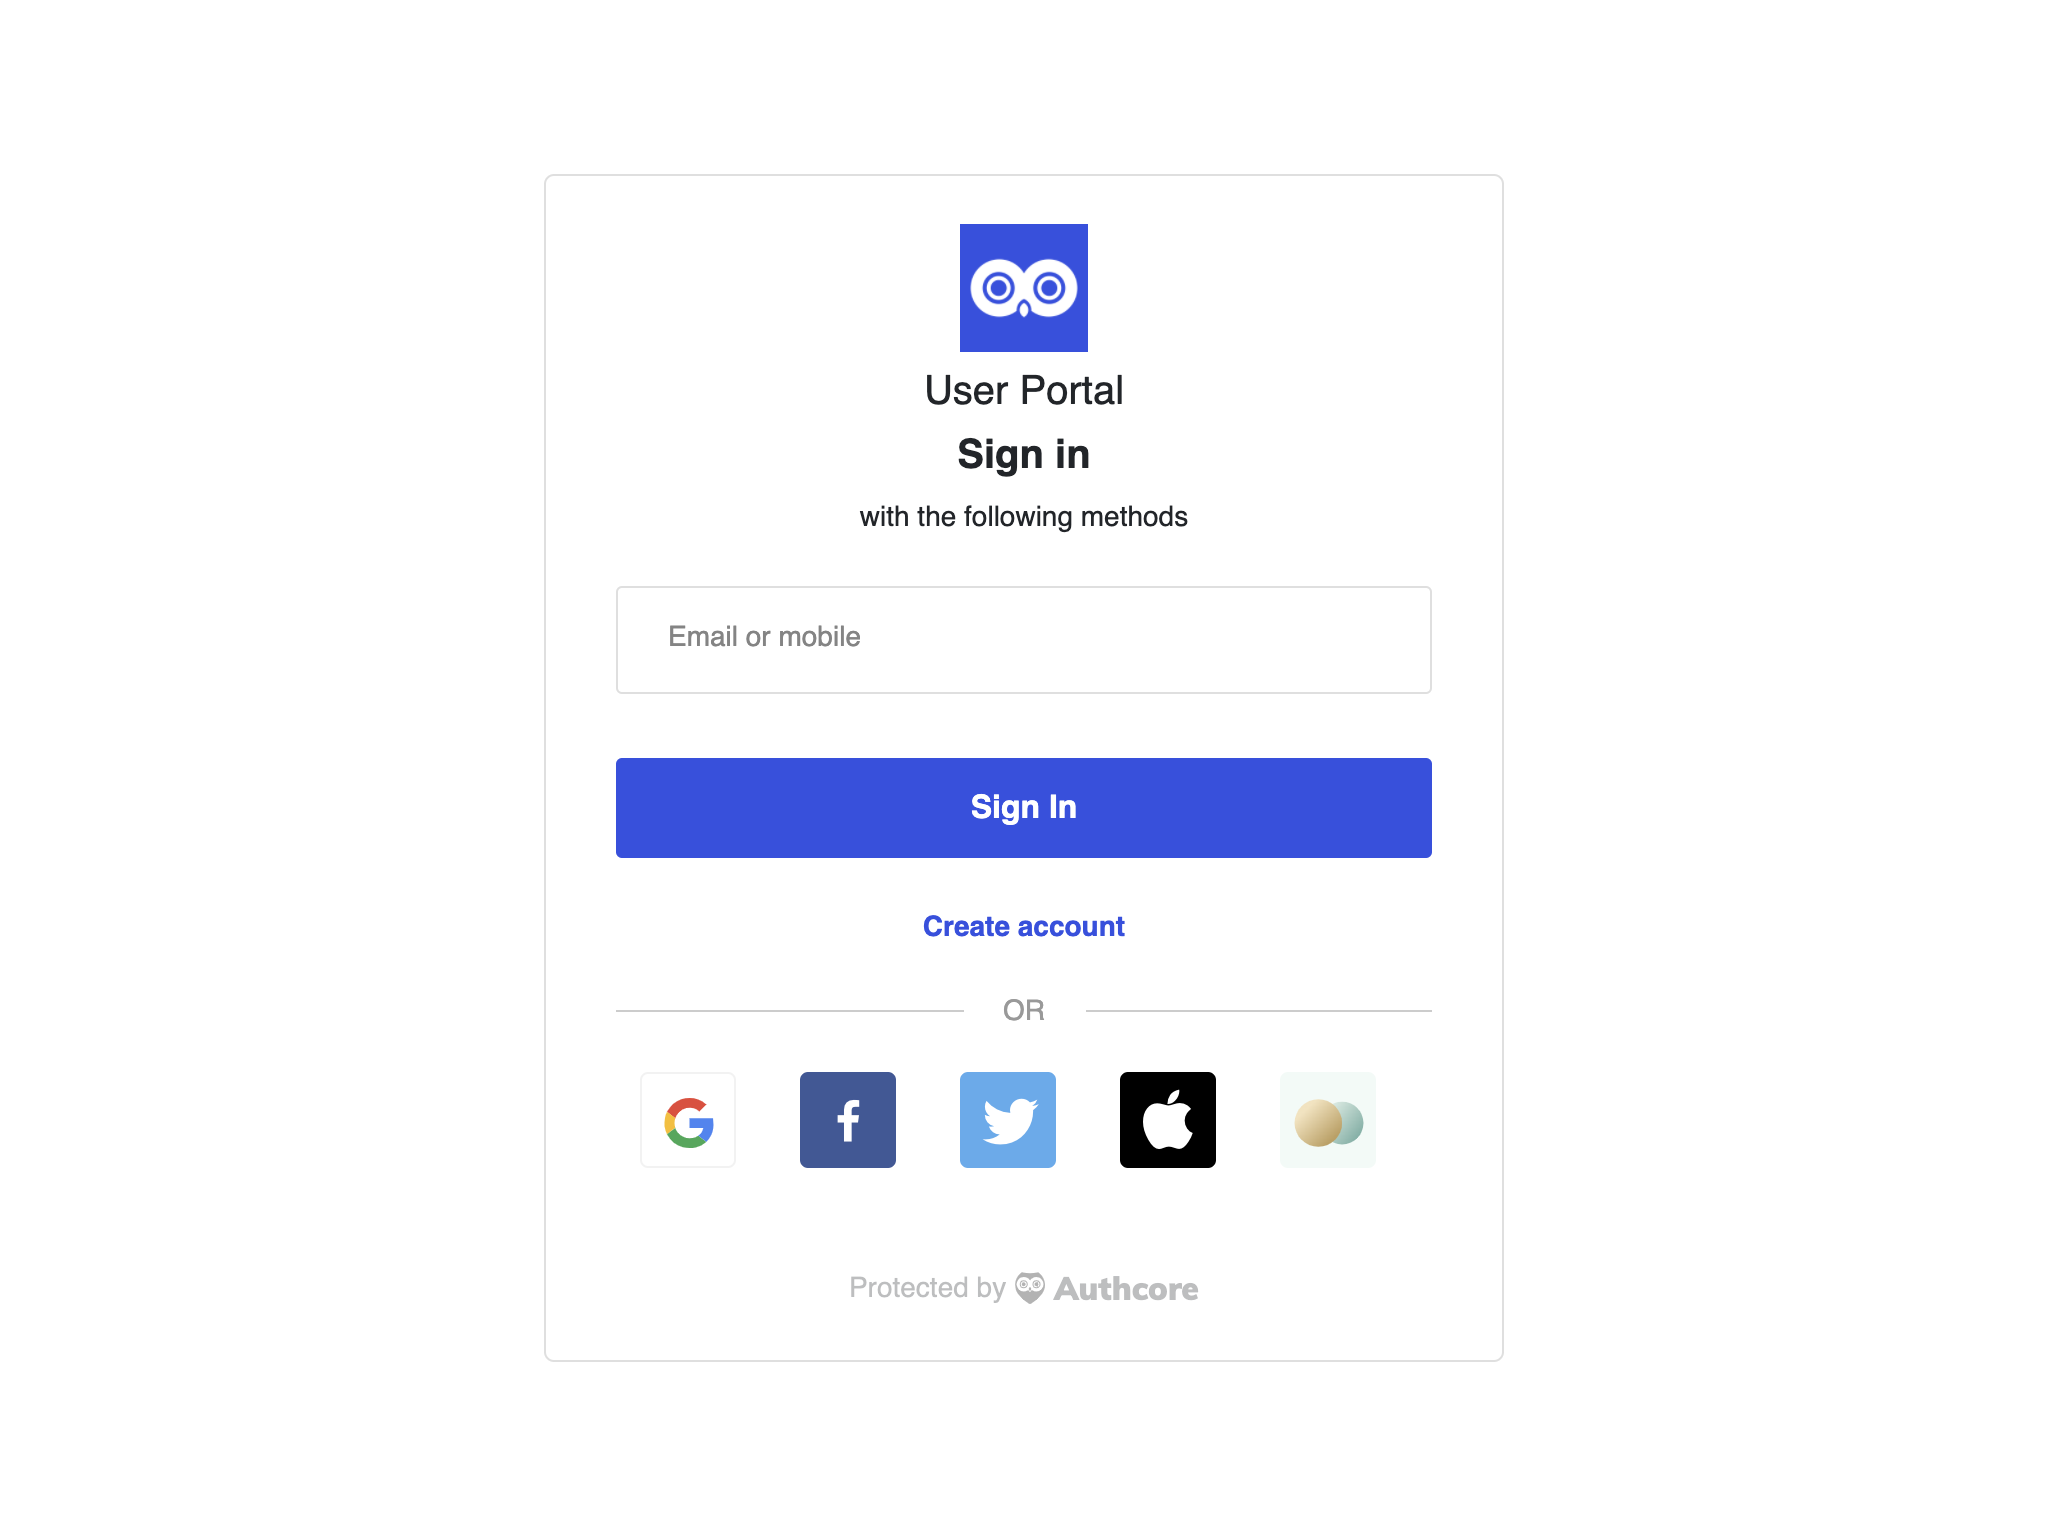 User Portal
Sign in
with the following methods
Email or mobile
Sign In
Create account
OR
Protected by Authcore